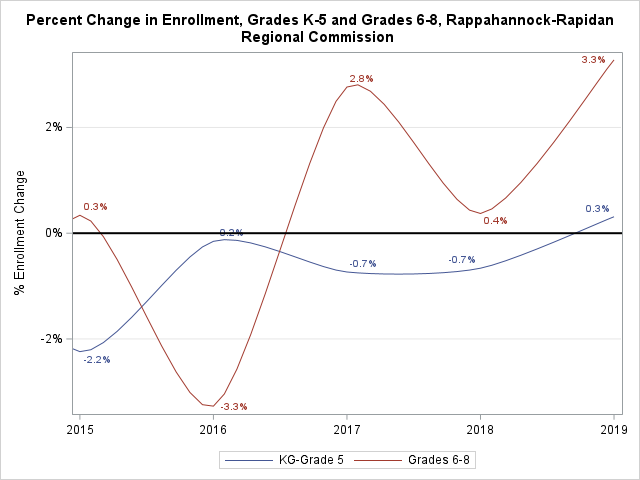 Percent Change in Enrollment, Grades K-5 and Grades 6-8, Rappahannock-Rapidan
Regional Commission
3.3%
2.8%
2%
0.3%
0.3%
0.4%
0%
-0.7%
-0.7%
-2.2%
-2%
-3.3%
% Enrollment Change
2015 2016 2017 2018 2019
KG-Grade 5 Grades 6-8